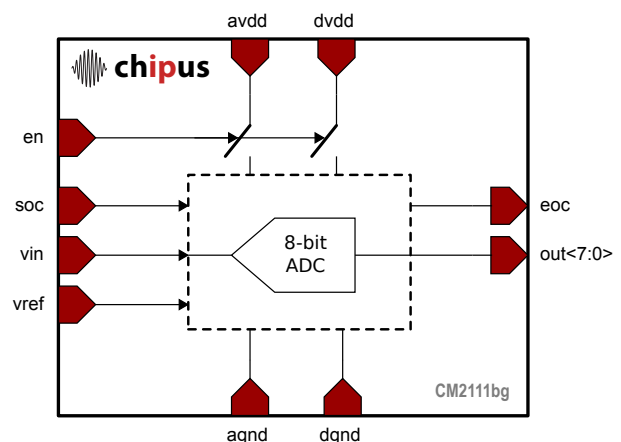 avdd dvdd
chipus
en
soc
eoc
vin
8-bit
ADC
out<7:0>
vref
CM2111bg
agnd dgnd